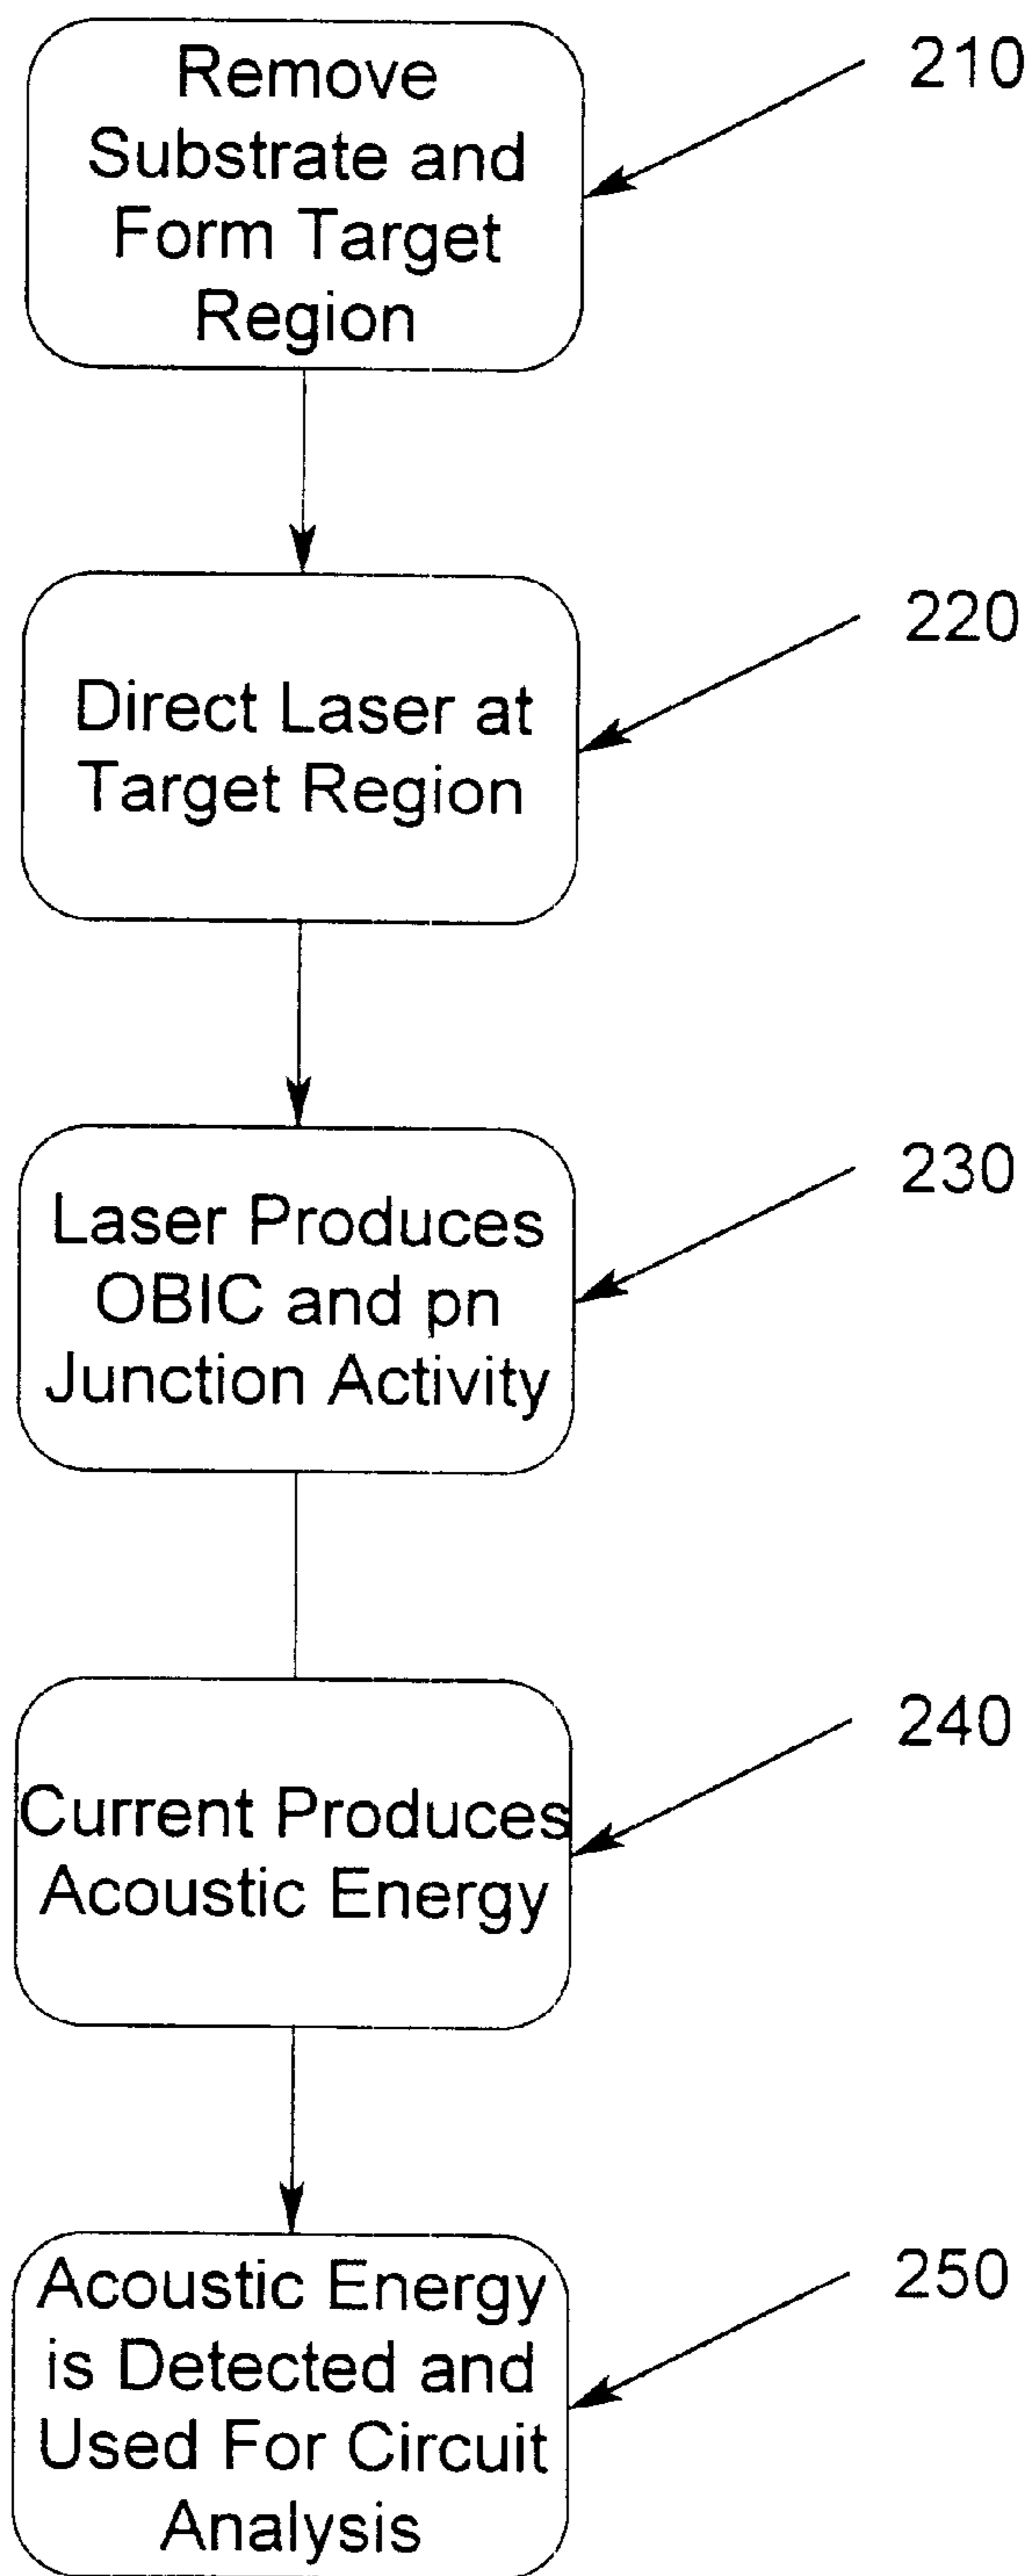 Remove
Substrate and
Form Target
Region
210
Direct Laser at
Target Region
220
Laser Produces
OBIC and pn
Junction Activity
230
Current Produces
Acoustic Energy
240
Acoustic Energy
is Detected and
Used For Circuit
Analysis
250